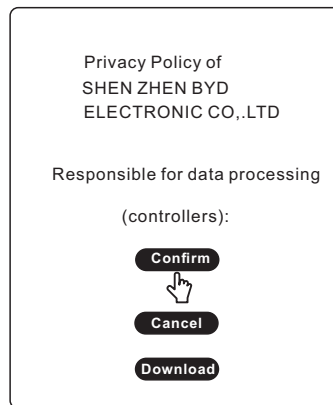 Privacy Policy of
SHEN ZHEN BYD
ELECTRONIC CO,.LTD
Responsible for data processing
(controllers):
Confirm
Cancel
Download